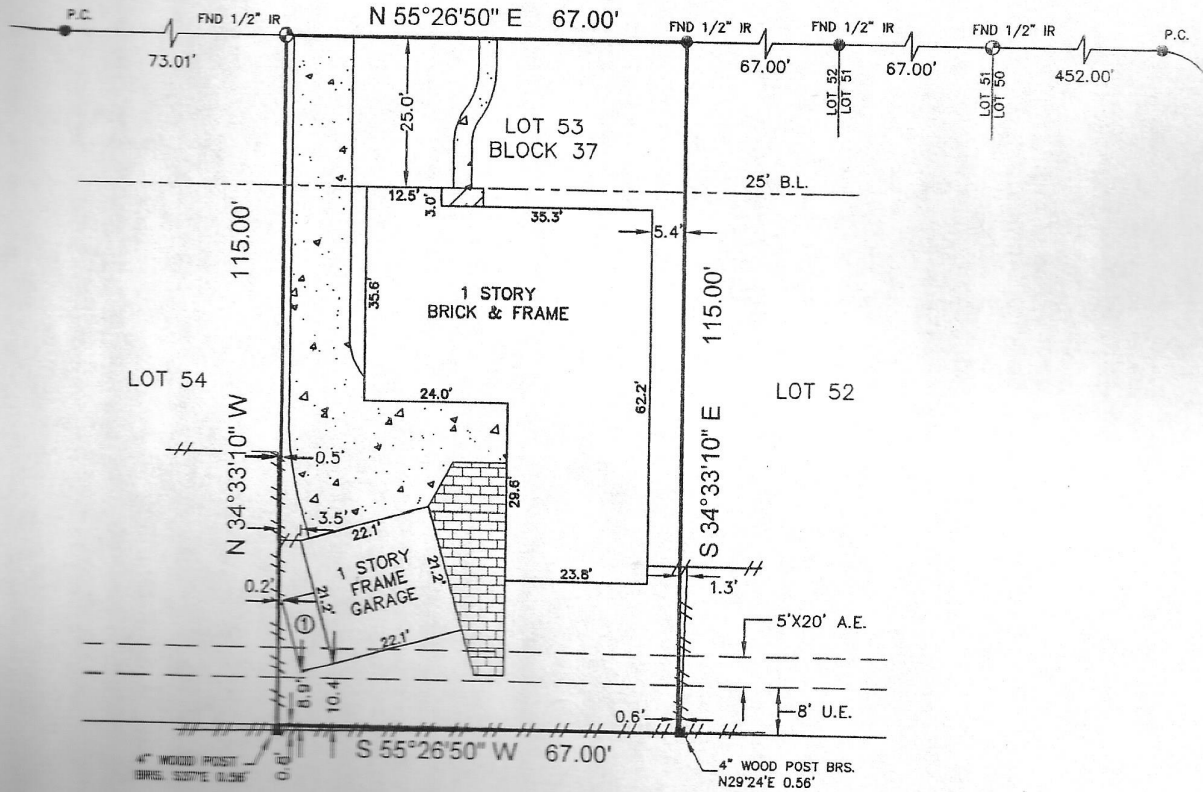 P.C.
FND 1/2" IR
N 55°26'50" E 67.00'
FND 1/2" IR
FND 1/2" IR
FND 1/2" IR
P.C.
73.01'
67.00'
67.00'
452.00'
LOT 52
LOT 51
LOT 51
LOT 50
25.0'
LOT 53
BLOCK 37
25' B.L.
12.5'
3.0'
35.3'
5.4'
115.00'
N 34°33'10" W
35.6'
1 STORY
BRICK & FRAME
115.00'
S 34°33'10" E
62.2'
LOT 54
LOT 52
24.0'
29.6'
0.5'
3.5'
22.1'
1 STORY
FRAME
GARAGE
21.2'
21.2'
22.1'
23.8'
1.3'
0.2'
1
8.9'
10.4'
5'X20' A.E.
8' U.E.
0.6'
S 55°26'50" W 67.00'
4" WOOD POST
BRS. 0.56'
4" WOOD POST BRS.
N29°24'E 0.56'